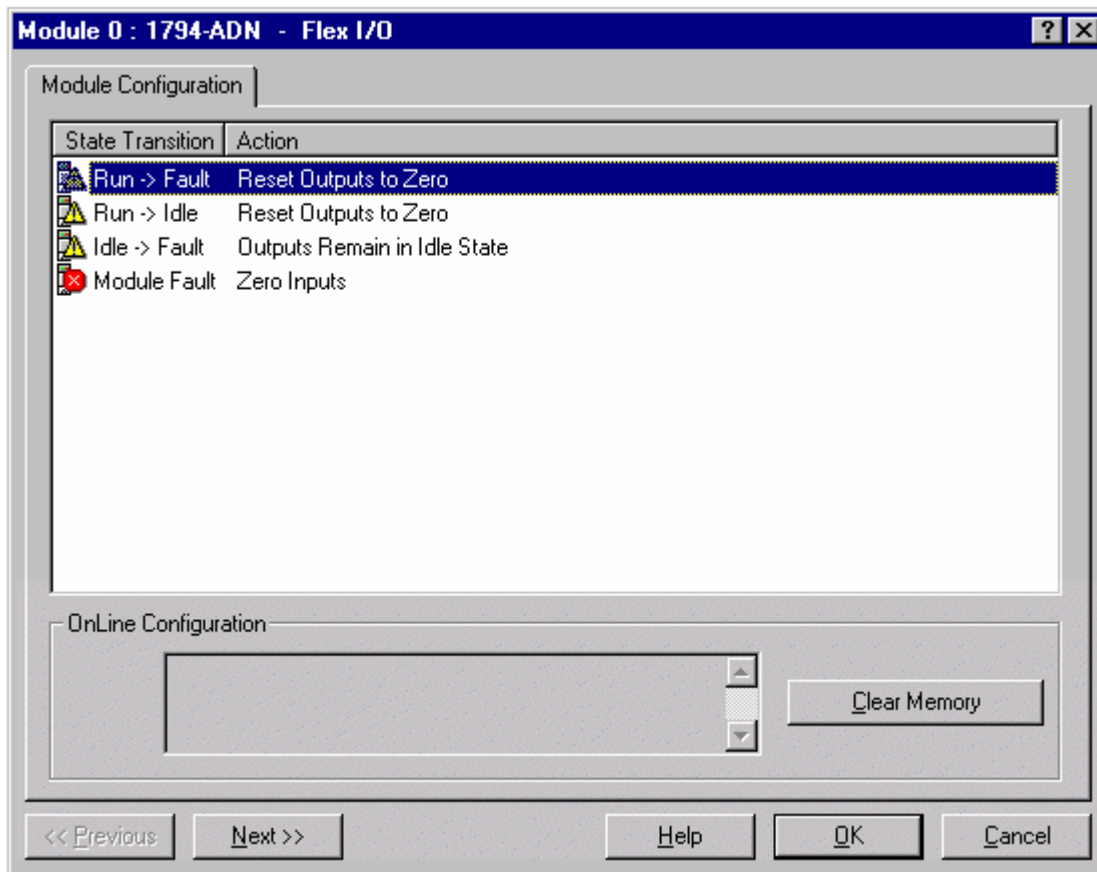 Module 0 : 1794-ADN - Flex I/O
Module Configuration
State Transition Action
Run -> Fault Reset Outputs to Zero
Run -> Idle Reset Outputs to Zero
Idle -> Fault Outputs Remain in Idle State
Module Fault Zero Inputs
OnLine Configuration
Clear Memory
<< Previous Next >> Help OK Cancel